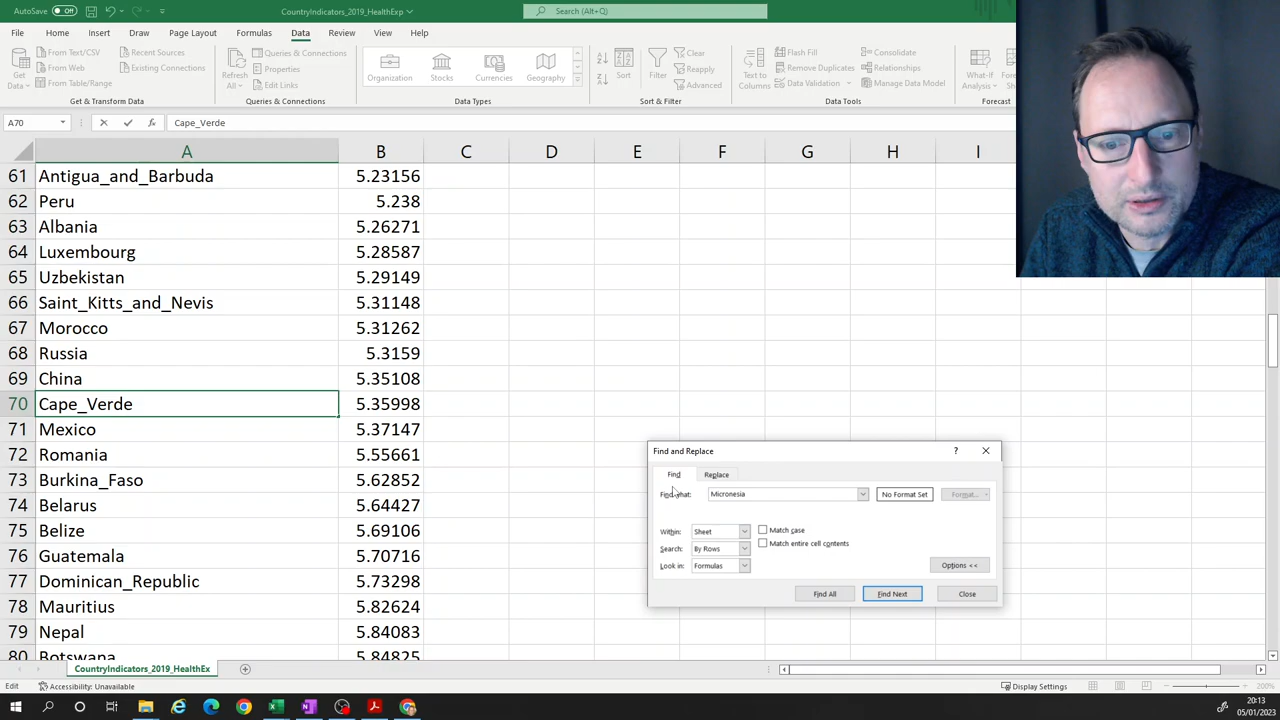 AutoSave Off
CountryIndicators_2019_HealthExp
Search (Alt+Q)
File Home Insert Draw Page Layout Formulas Data Review View Help
Get Data
From Text/CSV
From Web
From Table/Range
Recent Sources
Existing Connections
Get & Transform Data
Refresh All
Queries & Connections
Properties
Edit Links
Queries & Connections
Organization Stocks Currencies Geography
Data Types
Sort Filter
Clear
Reapply
Advanced
Sort & Filter
Text to Columns
Flash Fill
Remove Duplicates
Data Validation
Consolidate
Relationships
Manage Data Model
Data Tools
What-If Analysis
Forecast
A70 fx Cape_Verde
A B C D E F G H I
61 Antigua_and_Barbuda 5.23156
62 Peru 5.238
63 Albania 5.26271
64 Luxembourg 5.28587
65 Uzbekistan 5.29149
66 Saint_Kitts_and_Nevis 5.31148
67 Morocco 5.31262
68 Russia 5.3159
69 China 5.35108
70 Cape_Verde 5.35998
71 Mexico 5.37147
72 Romania 5.55661
73 Burkina_Faso 5.62852
74 Belarus 5.64427
75 Belize 5.69106
76 Guatemala 5.70716
77 Dominican_Republic 5.73298
78 Mauritius 5.82624
79 Nepal 5.84083
80 Botswana 5.84825
Find and Replace ?
Find Replace
Find what: Micronesia No Format Set Format...
Within: Sheet Match case
Search: By Rows Match entire cell contents
Look in: Formulas Options <<
Find All Find Next Close
CountryIndicators_2019_HealthEx
Edit Accessibility: Unavailable Display Settings 200%
20:13
05/01/2023